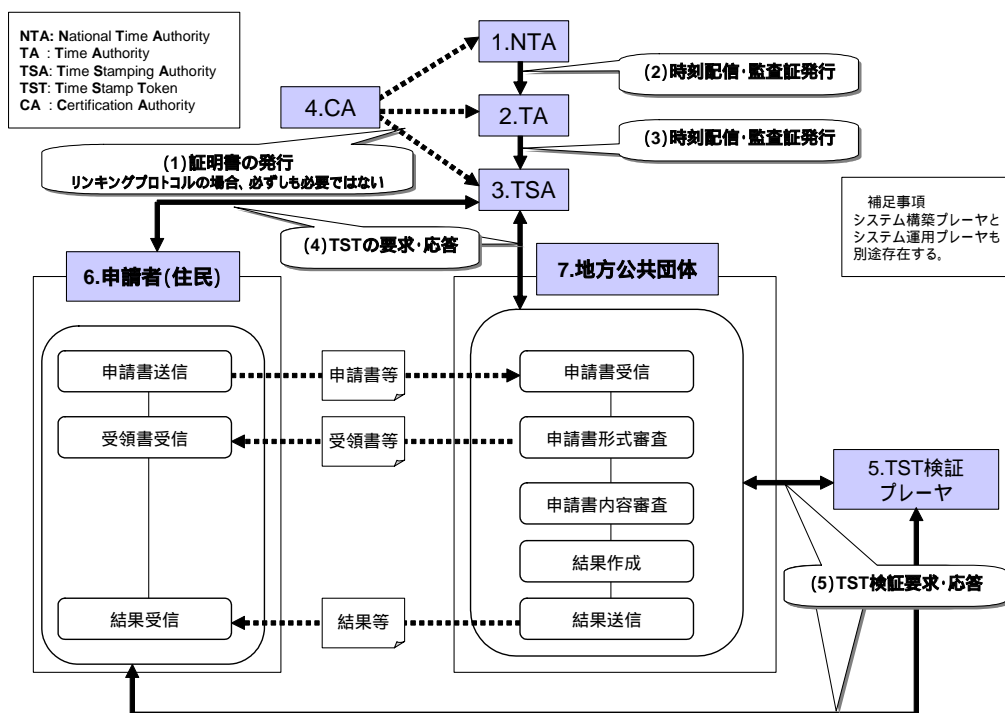 NTA: National Time Authority
TA : Time Authority
TSA: Time Stamping Authority
TST: Time Stamp Token
CA : Certification Authority
1.NTA
(2)時刻配信・監査証発行
4.CA
2.TA
(3)時刻配信・監査証発行
(1)証明書の発行
リンキングプロトコルの場合、必ずしも必要ではない
3.TSA
補足事項
システム構築プレーヤと
システム運用プレーヤも
別途存在する。
(4)TSTの要求・応答
6.申請者(住民)
7.地方公共団体
申請書送信
申請書等
申請書受信
受領書受信
受領書等
申請書形式審査
5.TST検証
プレーヤ
申請書内容審査
結果作成
(5)TST検証要求・応答
結果受信
結果等
結果送信